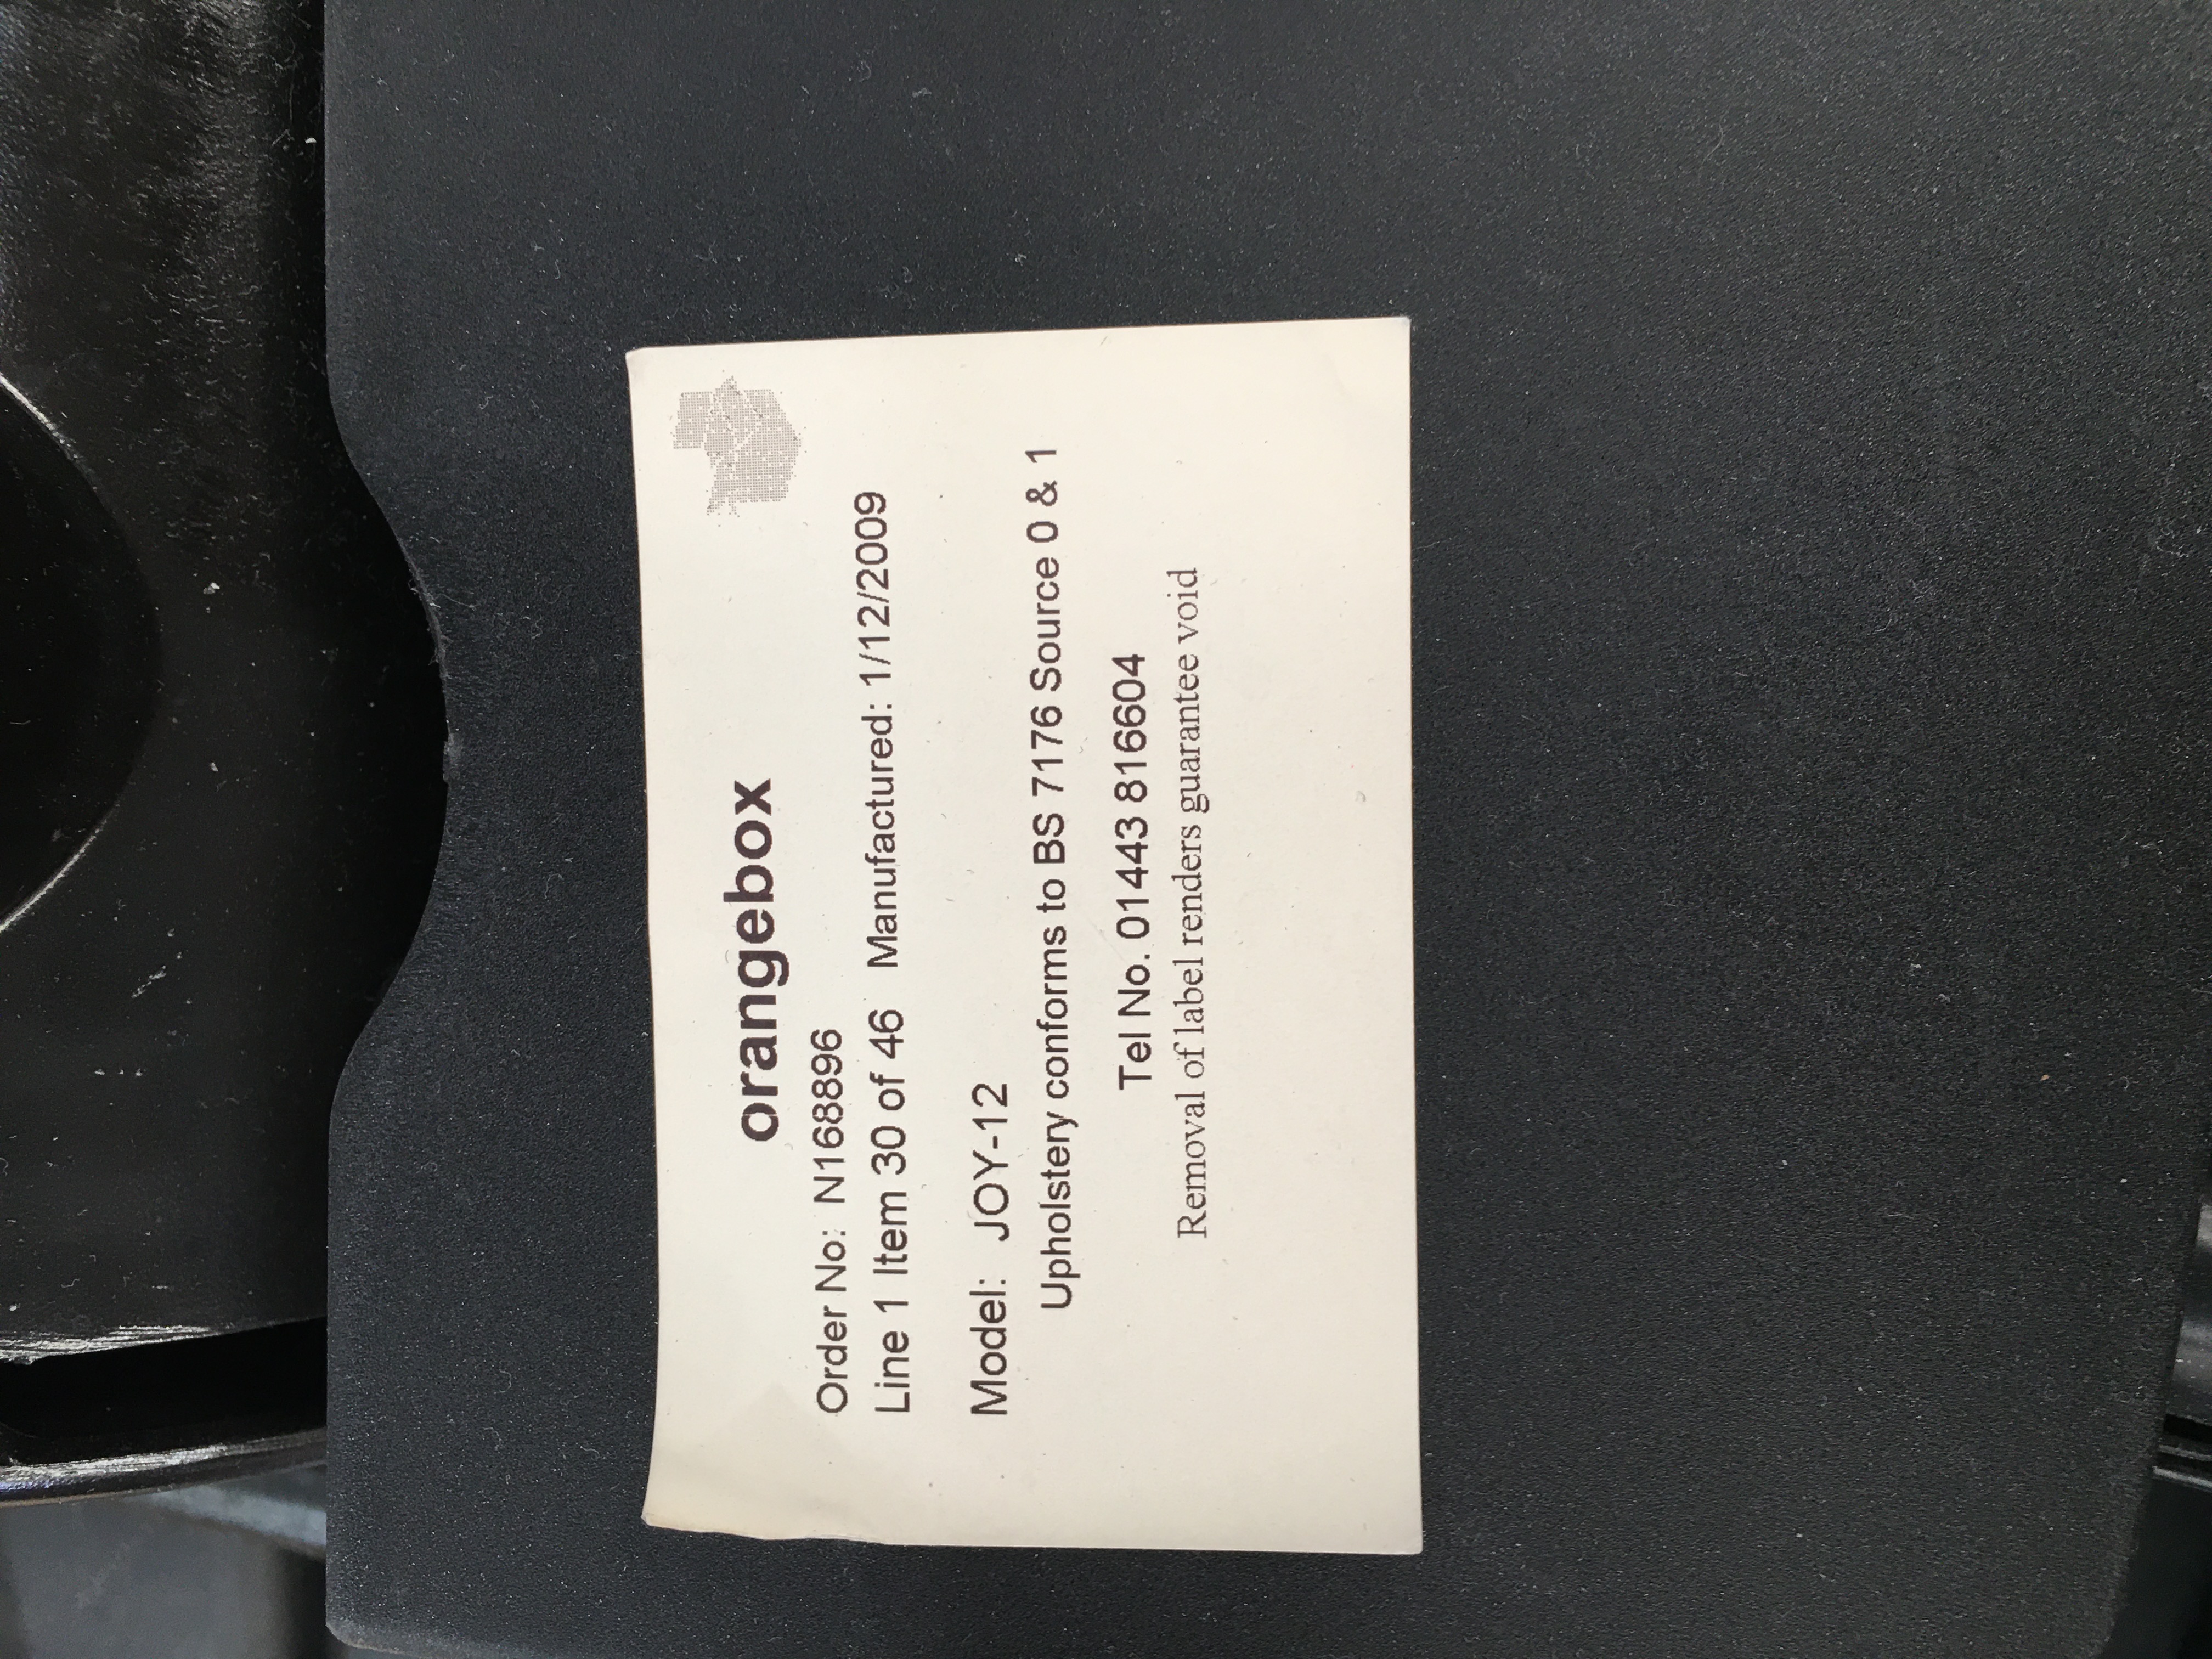 orangebox
Order No: N168896
Line 1 Item 30 of 46 Manufactured: 1/12/2009
Model: JOY-12
Upholstery conforms to BS 7176 Source 0 & 1
Tel No. 01443 816604
Removal of label renders guarantee void